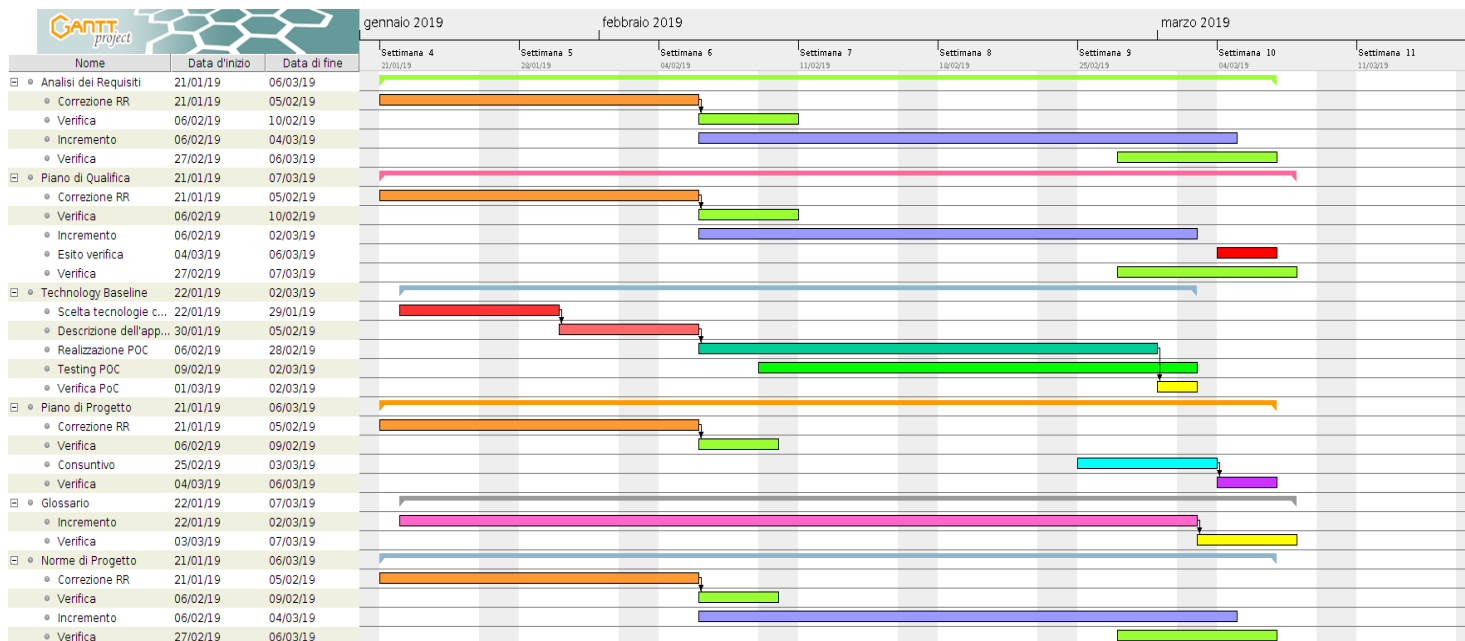 GANTT project
gennaio 2019 febbraio 2019 marzo 2019
Settimana 4 Settimana 5 Settimana 6 Settimana 7 Settimana 8 Settimana 9 Settimana 10 Settimana 11
21/01/19 28/01/19 04/02/19 11/02/19 18/02/19 25/02/19 04/03/19 11/03/19
Nome Data d'inizio Data di fine
Analisi dei Requisiti 21/01/19 06/03/19
Correzione RR 21/01/19 05/02/19
Verifica 06/02/19 10/02/19
Incremento 06/02/19 04/03/19
Verifica 27/02/19 06/03/19
Piano di Qualifica 21/01/19 07/03/19
Correzione RR 21/01/19 05/02/19
Verifica 06/02/19 10/02/19
Incremento 06/02/19 02/03/19
Esito verifica 04/03/19 06/03/19
Verifica 27/02/19 07/03/19
Technology Baseline 22/01/19 02/03/19
Scelta tecnologie c... 22/01/19 29/01/19
Descrizione dell'app... 30/01/19 05/02/19
Realizzazione POC 06/02/19 28/02/19
Testing POC 09/02/19 02/03/19
Verifica PoC 01/03/19 02/03/19
Piano di Progetto 21/01/19 06/03/19
Correzione RR 21/01/19 05/02/19
Verifica 06/02/19 09/02/19
Consuntivo 25/02/19 03/03/19
Verifica 04/03/19 06/03/19
Glossario 22/01/19 07/03/19
Incremento 22/01/19 02/03/19
Verifica 03/03/19 07/03/19
Norme di Progetto 21/01/19 06/03/19
Correzione RR 21/01/19 05/02/19
Verifica 06/02/19 09/02/19
Incremento 06/02/19 04/03/19
Verifica 27/02/19 06/03/19